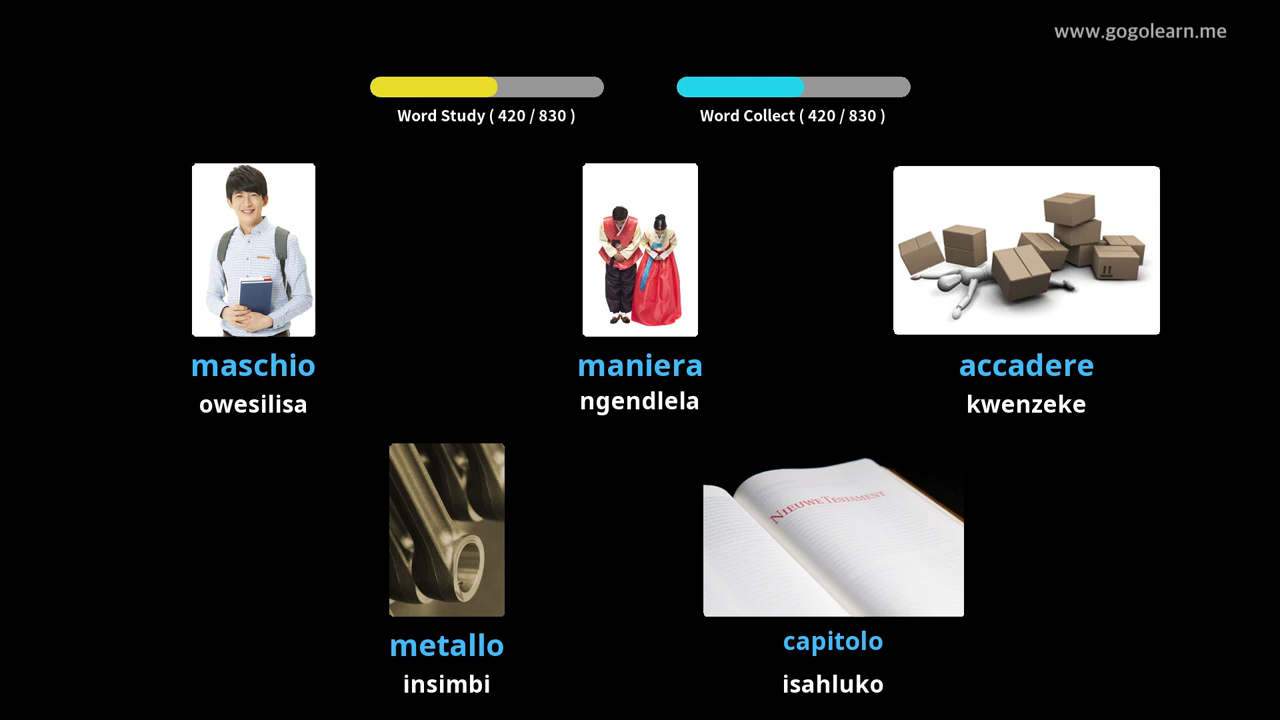 www.gogolearn.me
Word Study ( 420 / 830 )
Word Collect ( 420 / 830 )
maschio
owesilisa
maniera
ngendlela
accadere
kwenzeke
NIEUWE TESTAMENT
metallo
insimbi
capitolo
isahluko